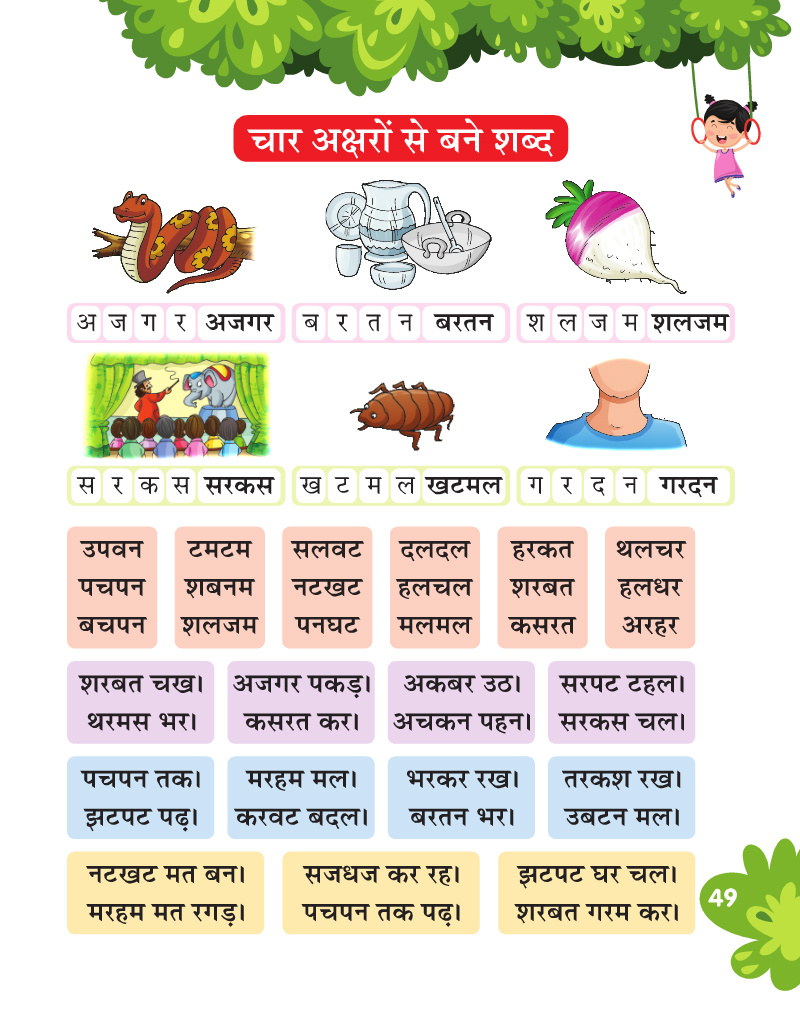 चार अक्षरों से बने शब्द
अ ज ग र अजगर
ब र त न बरतन
श ल ज म शलजम
स र क स सरकस
ख ट म ल खटमल
ग र द न गरदन
उपवन
पचपन
बचपन
टमटम
शबनम
शलजम
सलवट
नटखट
पनघट
दलदल
हलचल
मलमल
हरकत
शरबत
कसरत
थलचर
हलधर
अरहर
शरबत चख।
थरमस भर।
अजगर पकड़।
कसरत कर।
अकबर उठ।
अचकन पहन।
सरपट टहल।
सरकस चल।
पचपन तक।
झटपट पढ़।
मरहम मल।
करवट बदल।
भरकर रख।
बरतन भर।
तरकश रख।
उबटन मल।
नटखट मत बन।
मरहम मत रगड़।
सजधज कर रह।
पचपन तक पढ़।
झटपट घर चल।
शरबत गरम कर।
49